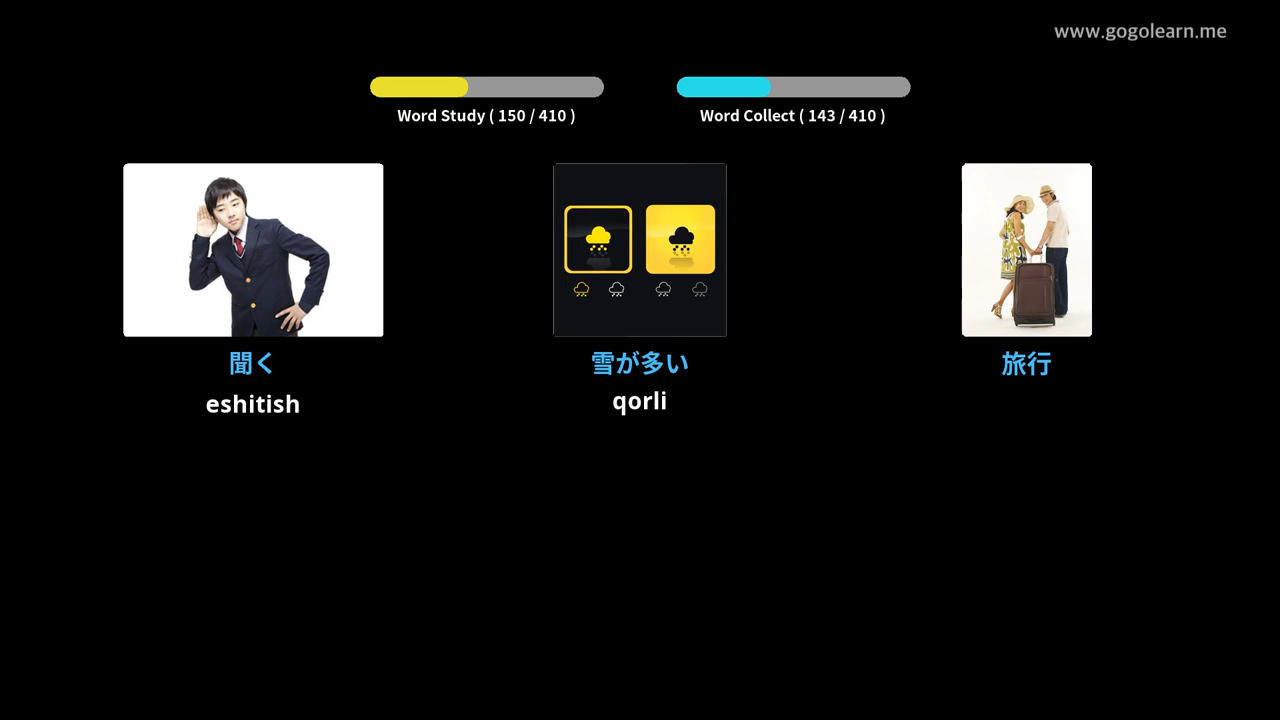 www.gogolearn.me
Word Study ( 150 / 410 )
Word Collect ( 143 / 410 )
聞く
eshitish
雪が多い
qorli
旅行